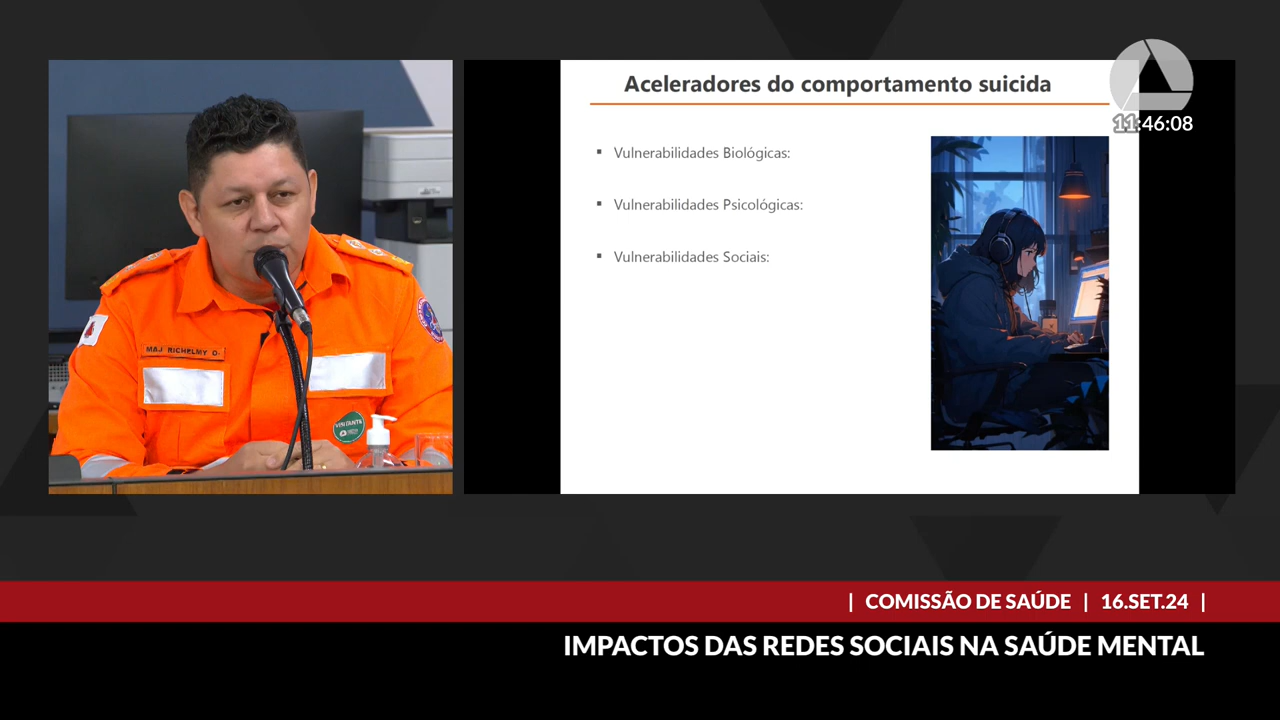 Aceleradores do comportamento suicida
11:46:08
▪ Vulnerabilidades Biológicas:
▪ Vulnerabilidades Psicológicas:
▪ Vulnerabilidades Sociais:
MAJ RICHELMY O+
VISITANTE
| COMISSÃO DE SAÚDE | 16.SET.24 |
IMPACTOS DAS REDES SOCIAIS NA SAÚDE MENTAL